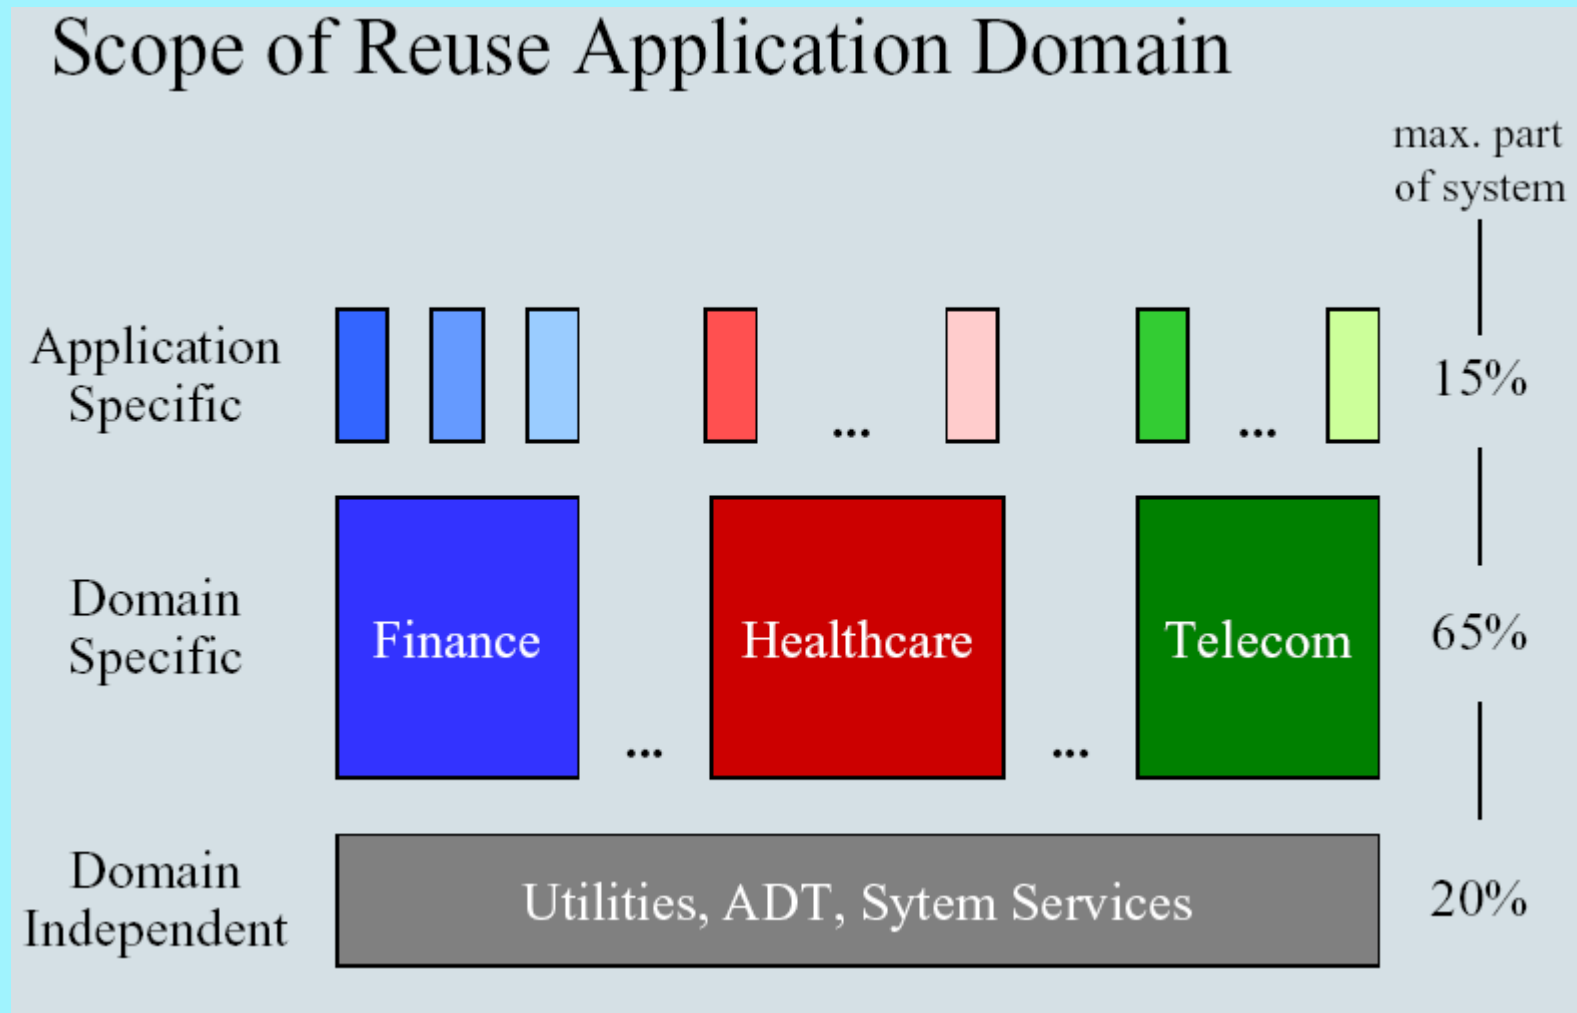 Scope of Reuse Application Domain
max. part
of system
Application
Specific
...
...
15%
Domain
Specific
Finance
...
Healthcare
...
Telecom
65%
Domain
Independent
Utilities, ADT, Sytem Services
20%